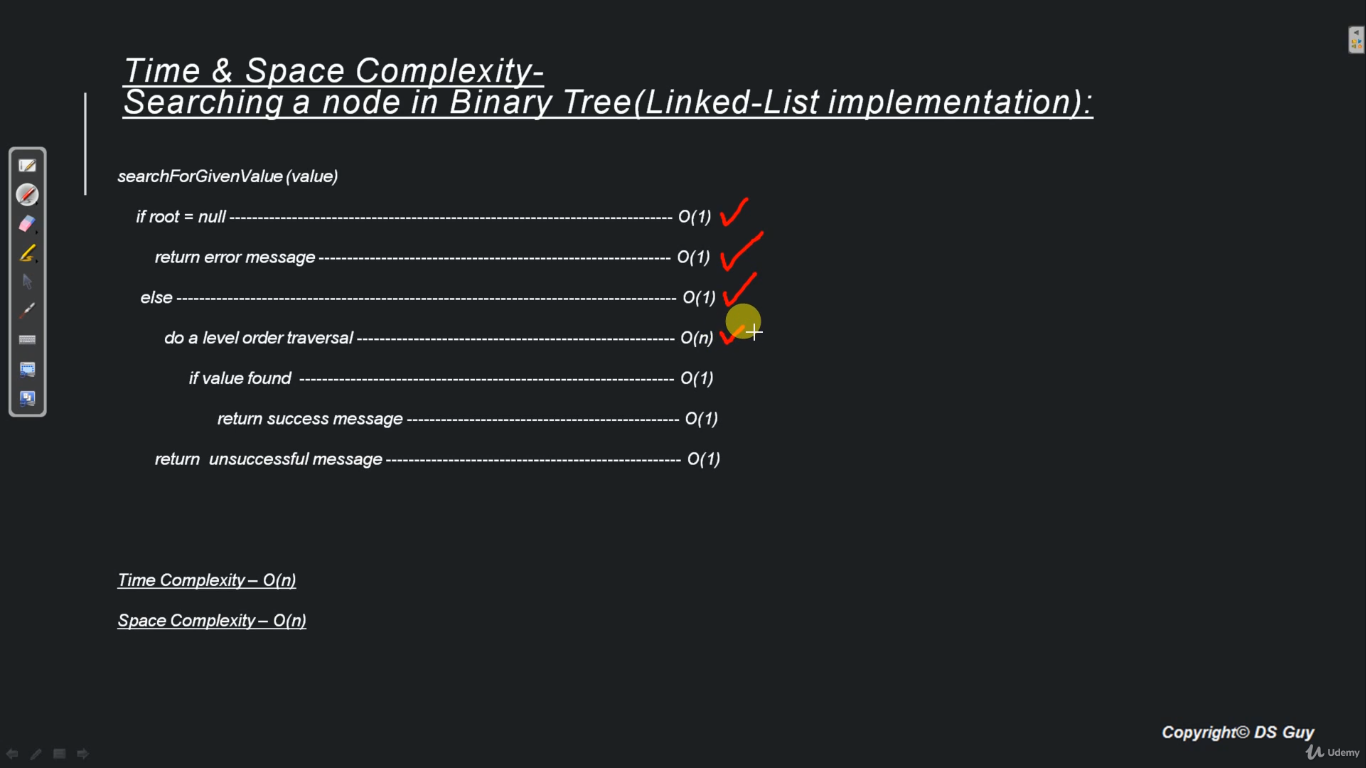 Time & Space Complexity-
Searching a node in Binary Tree(Linked-List implementation):
searchForGivenValue (value)
if root = null ------------------------------------------------------------------------------ O(1)
return error message -------------------------------------------------------------- O(1)
else ---------------------------------------------------------------------------------------- O(1)
do a level order traversal -------------------------------------------------------- O(n)
if value found ------------------------------------------------------------------ O(1)
return success message ------------------------------------------------ O(1)
return unsuccessful message ---------------------------------------------------- O(1)
Time Complexity – O(n)
Space Complexity – O(n)
Copyright© DS Guy
Udemy